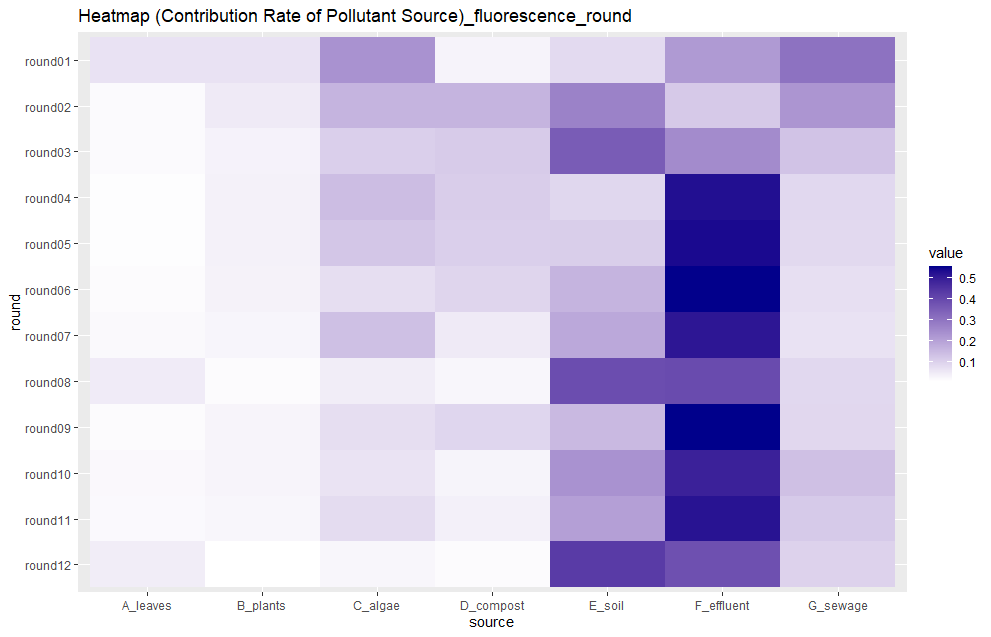 Heatmap (Contribution Rate of Pollutant Source)_fluorescence_round
round01
round02
round03
round04
round05
round06
round07
round08
round09
round10
round11
round12
round
A_leaves B_plants C_algae D_compost E_soil F_effluent G_sewage
source
value
0.5
0.4
0.3
0.2
0.1